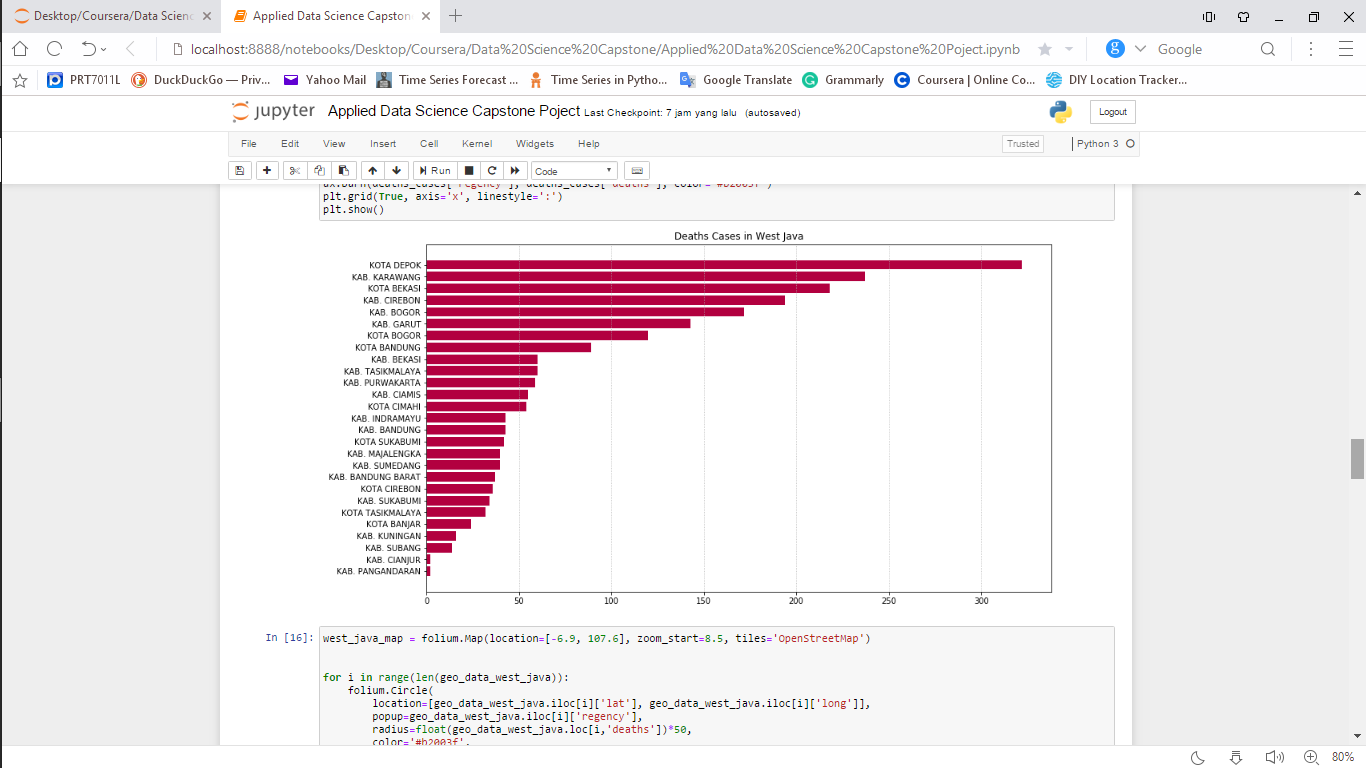 Desktop/Coursera/Data Scienc
Applied Data Science Capston
localhost:8888/notebooks/Desktop/Coursera/Data%20Science%20Capstone/Applied%20Data%20Science%20Capstone%20Poject.ipynb
Google
PRT7011L
DuckDuckGo — Priv...
Yahoo Mail
Time Series Forecast ...
Time Series in Pytho...
Google Translate
Grammarly
Coursera | Online Co...
DIY Location Tracker...
jupyter Applied Data Science Capstone Poject Last Checkpoint: 7 jam yang lalu (autosaved)
Logout
File Edit View Insert Cell Kernel Widgets Help
Trusted
Python 3
Run
Code
ax.barh(deaths_cases['regency'], deaths_cases['deaths'], color='#b2003f')
plt.grid(True, axis='x', linestyle=':')
plt.show()
Deaths Cases in West Java
KOTA DEPOK
KAB. KARAWANG
KOTA BEKASI
KAB. CIREBON
KAB. BOGOR
KAB. GARUT
KOTA BOGOR
KOTA BANDUNG
KAB. BEKASI
KAB. TASIKMALAYA
KAB. PURWAKARTA
KAB. CIAMIS
KOTA CIMAHI
KAB. INDRAMAYU
KAB. BANDUNG
KOTA SUKABUMI
KAB. MAJALENGKA
KAB. SUMEDANG
KAB. BANDUNG BARAT
KOTA CIREBON
KAB. SUKABUMI
KOTA TASIKMALAYA
KOTA BANJAR
KAB. KUNINGAN
KAB. SUBANG
KAB. CIANJUR
KAB. PANGANDARAN
0 50 100 150 200 250 300
In [16]:
west_java_map = folium.Map(location=[-6.9, 107.6], zoom_start=8.5, tiles='OpenStreetMap')
for i in range(len(geo_data_west_java)):
folium.Circle(
location=[geo_data_west_java.iloc[i]['lat'], geo_data_west_java.iloc[i]['long']],
popup=geo_data_west_java.iloc[i]['regency'],
radius=float(geo_data_west_java.loc[i,'deaths'])*50,
color='#b2003f',
80%